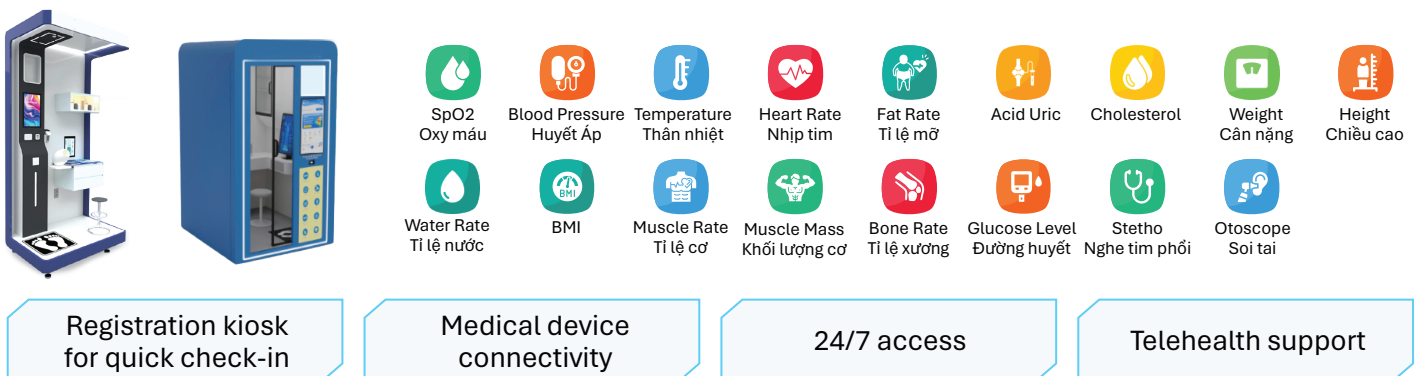 SpO2
Oxy máu
Blood Pressure
Huyết Áp
Temperature
Thân nhiệt
Heart Rate
Nhịp tim
Fat Rate
Tỉ lệ mỡ
Acid Uric
Cholesterol
Weight
Cân nặng
Height
Chiều cao
Water Rate
Tỉ lệ nước
BMI
BMI
Muscle Rate
Tỉ lệ cơ
Muscle Mass
Khối lượng cơ
Bone Rate
Tỉ lệ xương
Glucose Level
Đường huyết
Stetho
Nghe tim phổi
Otoscope
Soi tai
Registration kiosk
for quick check-in
Medical device
connectivity
24/7 access
Telehealth support